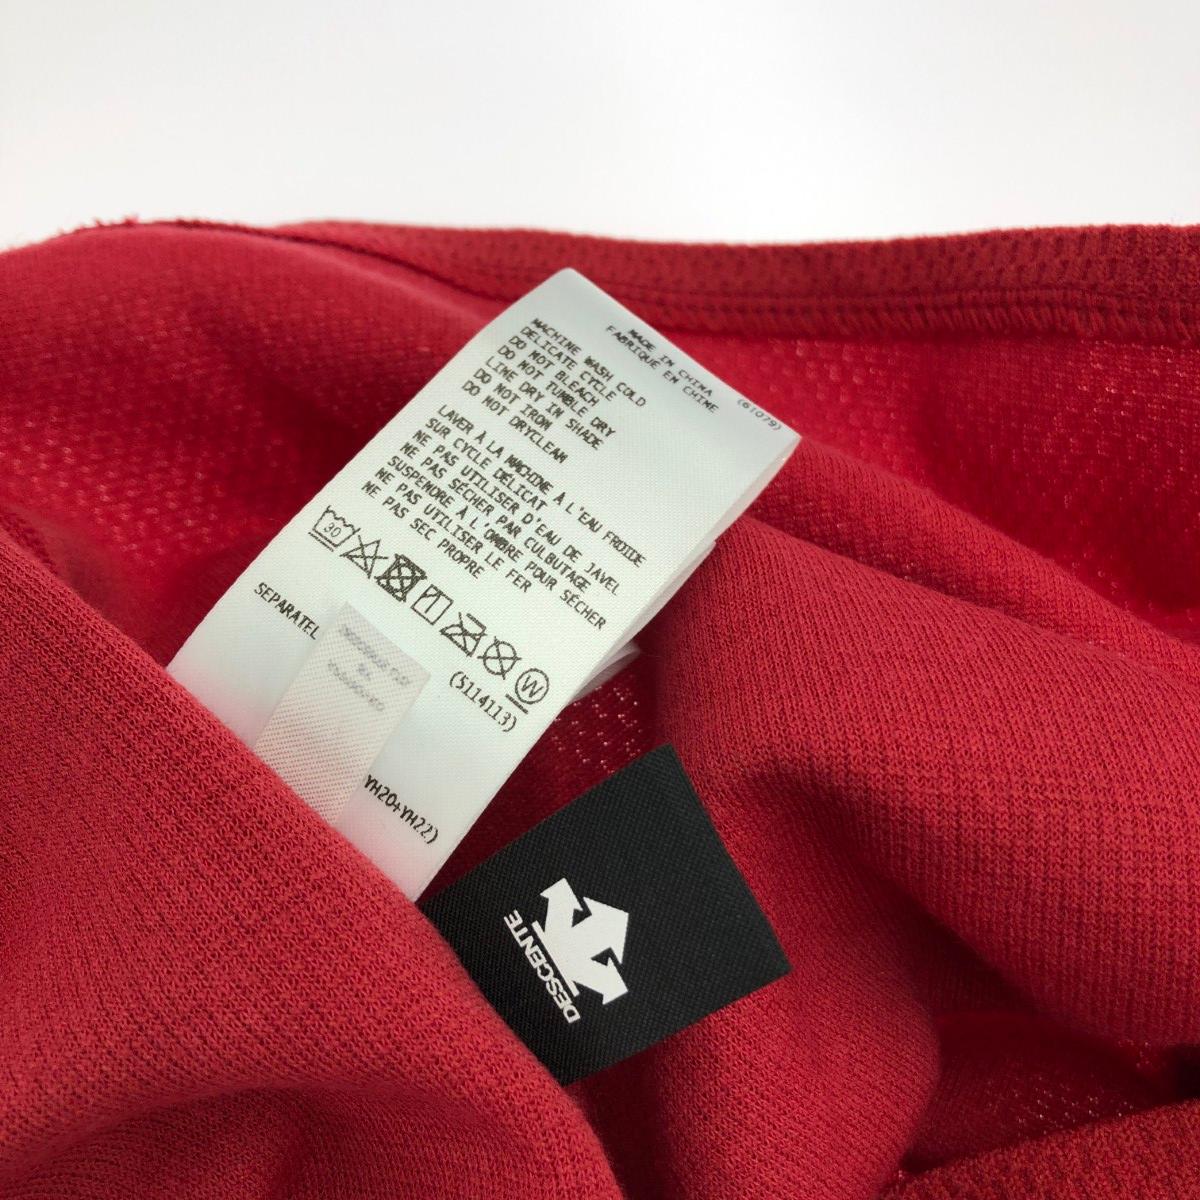 MADE IN CHINA
FABRIQUE EN CHINE
(61079)
MACHINE WASH COLD
DELICATE CYCLE
DO NOT BLEACH
DO NOT TUMBLE DRY
LINE DRY IN SHADE
DO NOT IRON
DO NOT DRYCLEAN
LAVER À LA MACHINE À L'EAU FROIDE
SUR CYCLE DÉLICAT
NE PAS UTILISER D'EAU DE JAVEL
NE PAS SÉCHER PAR CULBUTAGE
SUSPENDRE À L'OMBRE POUR SÉCHER
NE PAS UTILISER LE FER
NE PAS SEC PROPRE
30
W
SEPARATEL
(5114113)
YH20+YH22)
DESCENTE